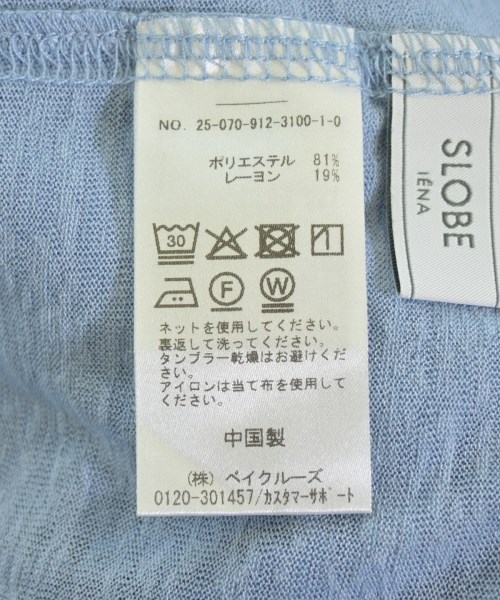 NO. 25-070-912-3100-1-0
ポリエステル 81%
レーヨン 19%
30
F
W
ネットを使用してください。
裏返して洗ってください。
タンブラー乾燥はお避けくだ
さい。
アイロンは当て布を使用して
ください。
中国製
(株) ベイクルーズ
0120-301457/カスタマーサポート
SLOBE
IÉNA